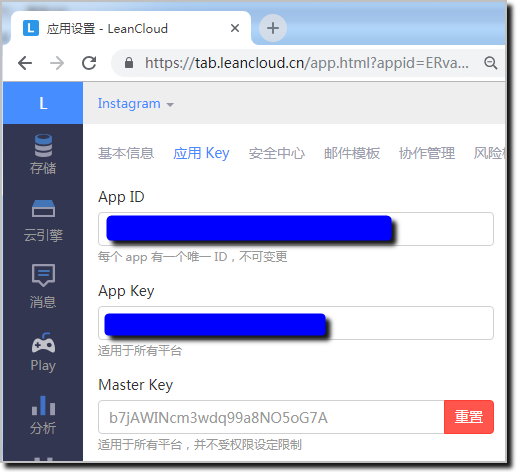 L 应用设置 - LeanCloud
https://tab.leancloud.cn/app.html?appid=ERva...
L
Instagram
存储
云引擎
消息
Play
分析
基本信息 应用 Key 安全中心 邮件模板 协作管理 风险
App ID
每个 app 有一个唯一 ID，不可变更
App Key
适用于所有平台
Master Key
b7jAWINcm3wdq99a8NO5oG7A 重置
适用于所有平台，并不受权限设定限制